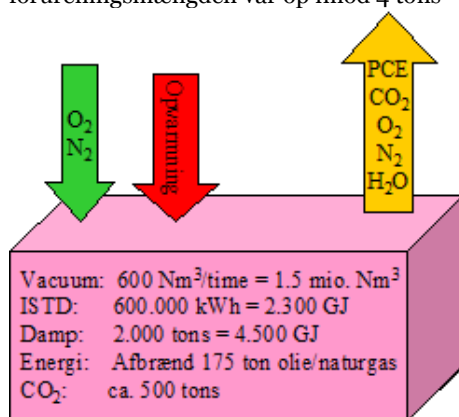 forureningsmængden var op imod 4 tons
O2
N2
Opvarmning
PCE
CO2
O2
N2
H2O
Vacuum: 600 Nm3/time = 1.5 mio. Nm3
ISTD: 600.000 kWh = 2.300 GJ
Damp: 2.000 tons = 4.500 GJ
Energi: Afbrænd 175 ton olie/naturgas
CO2: ca. 500 tons